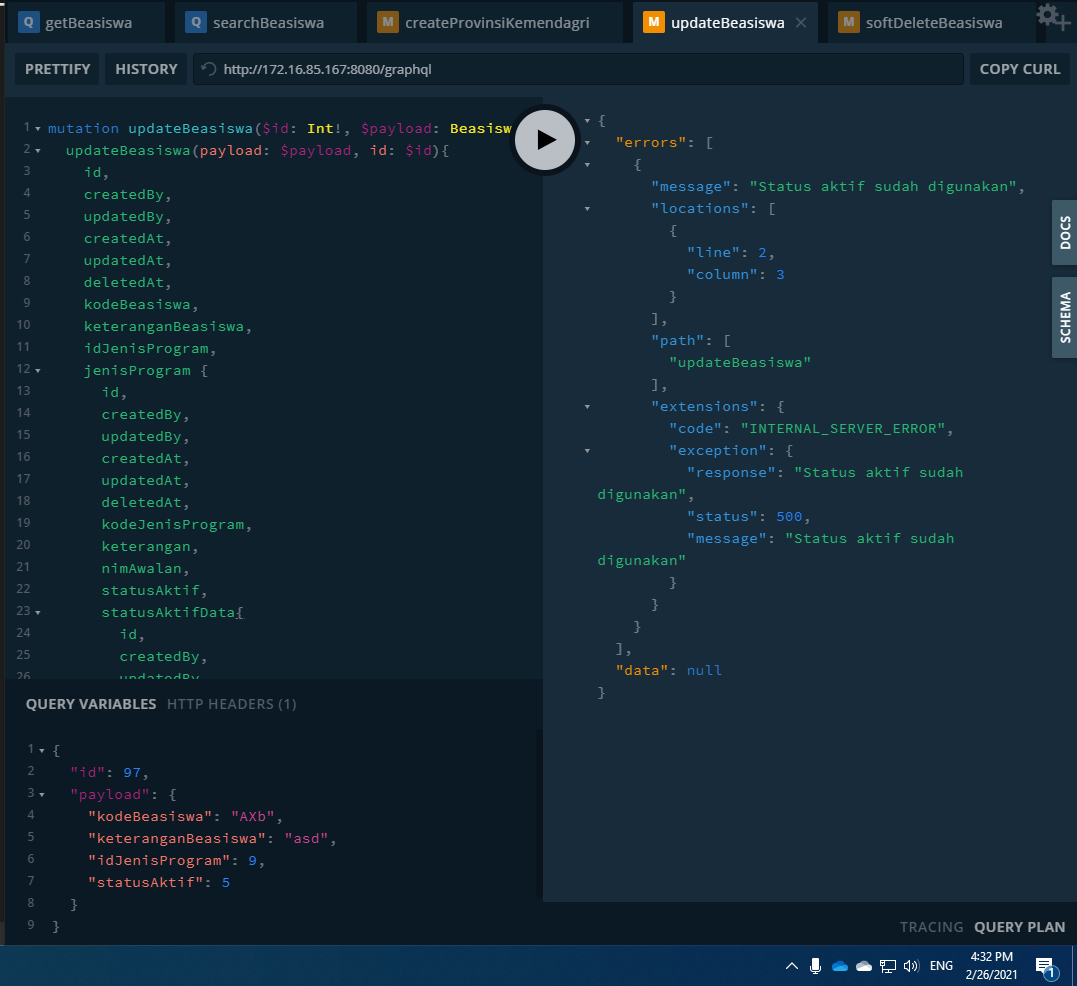 Q getBeasiswa
Q searchBeasiswa
M createProvinsiKemendagri
M updateBeasiswa
M softDeleteBeasiswa
PRETTIFY
HISTORY
http://172.16.85.167:8080/graphql
COPY CURL
1 mutation updateBeasiswa($id: Int!, $payload: Beasisw
2 updateBeasiswa(payload: $payload, id: $id){
3 id,
4 createdBy,
5 updatedBy,
6 createdAt,
7 updatedAt,
8 deletedAt,
9 kodeBeasiswa,
10 keteranganBeasiswa,
11 idJenisProgram,
12 jenisProgram {
13 id,
14 createdBy,
15 updatedBy,
16 createdAt,
17 updatedAt,
18 deletedAt,
19 kodeJenisProgram,
20 keterangan,
21 nimAwalan,
22 statusAktif,
23 statusAktifData{
24 id,
25 createdBy,
26 updatedBy
{
"errors": [
{
"message": "Status aktif sudah digunakan",
"locations": [
{
"line": 2,
"column": 3
}
],
"path": [
"updateBeasiswa"
],
"extensions": {
"code": "INTERNAL_SERVER_ERROR",
"exception": {
"response": "Status aktif sudah
digunakan",
"status": 500,
"message": "Status aktif sudah
digunakan"
}
}
}
],
"data": null
}
DOCS
SCHEMA
QUERY VARIABLES
HTTP HEADERS (1)
1 {
2 "id": 97,
3 "payload": {
4 "kodeBeasiswa": "AXb",
5 "keteranganBeasiswa": "asd",
6 "idJenisProgram": 9,
7 "statusAktif": 5
8 }
9 }
TRACING
QUERY PLAN
ENG
4:32 PM
2/26/2021
1